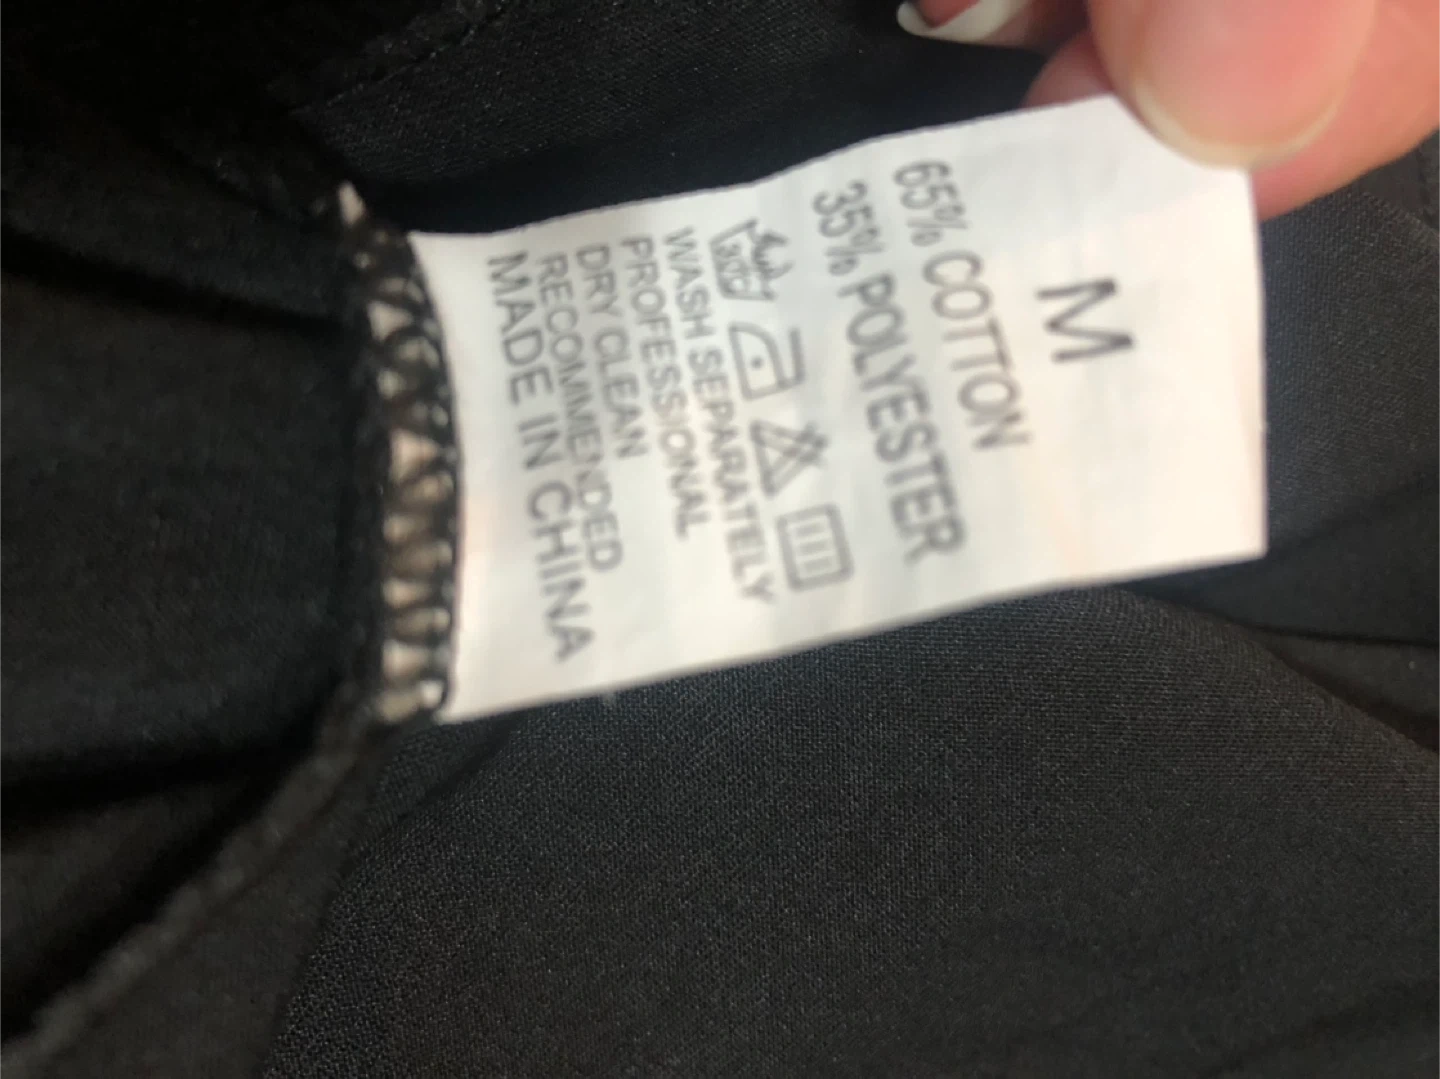 M
65% COTTON
35% POLYESTER
WASH SEPARATELY
PROFESSIONAL
DRY CLEAN
RECOMMENDED
MADE IN CHINA